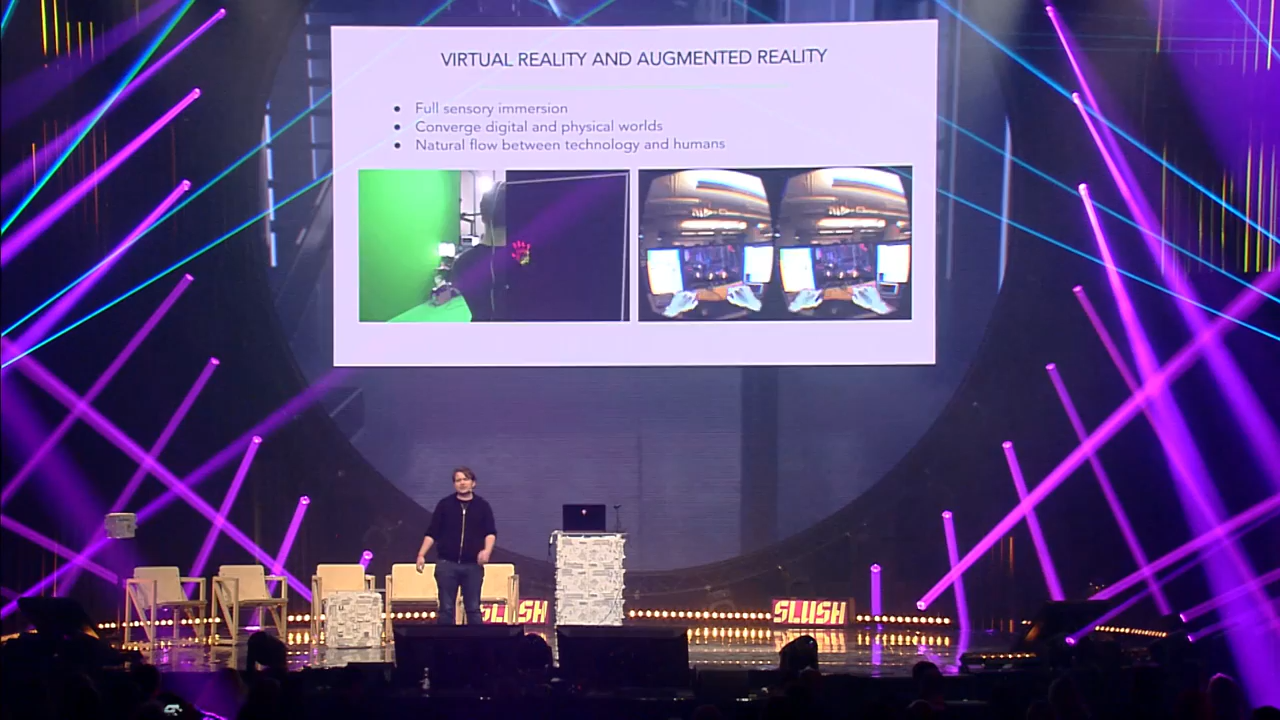 VIRTUAL REALITY AND AUGMENTED REALITY
• Full sensory immersion
• Converge digital and physical worlds
• Natural flow between technology and humans
SLUSH
SLUSH